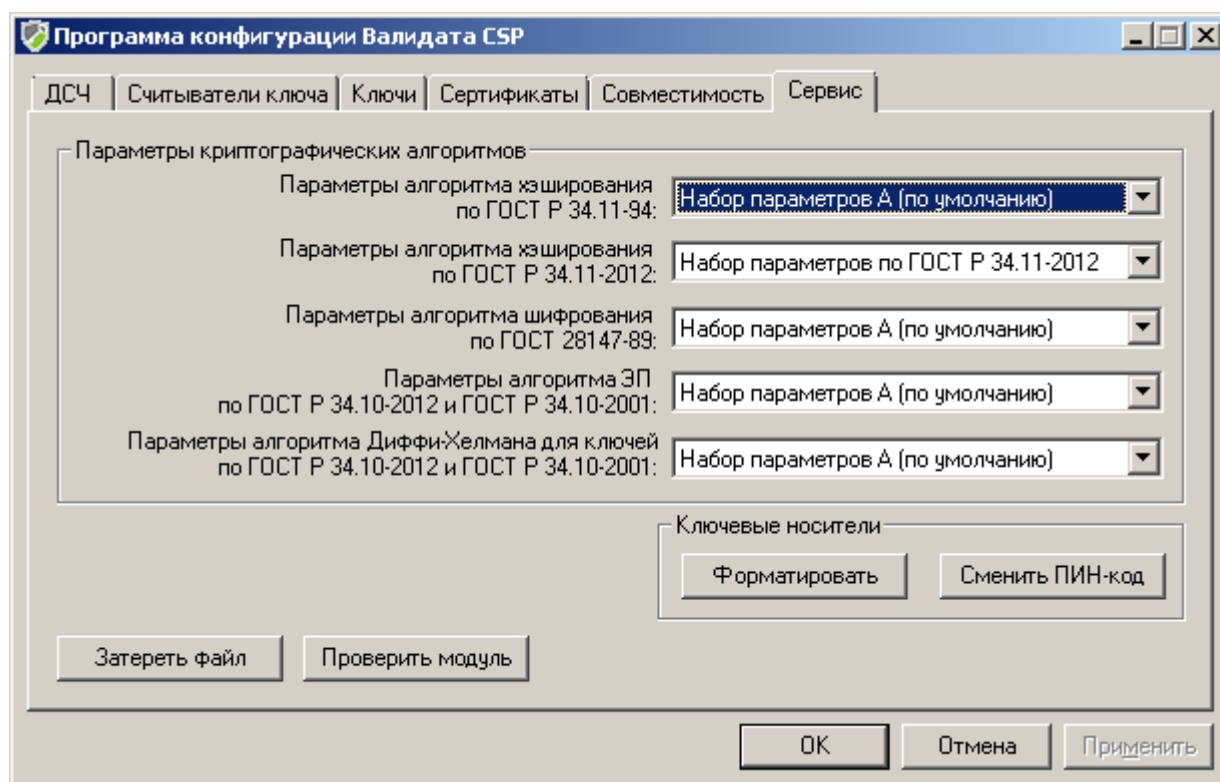 Программа конфигурации Валидата CSP
ДСЧ Считыватели ключа Ключи Сертификаты Совместимость Сервис
Параметры криптографических алгоритмов
Параметры алгоритма хэширования
по ГОСТ Р 34.11-94:
Набор параметров А (по умолчанию)
Параметры алгоритма хэширования
по ГОСТ Р 34.11-2012:
Набор параметров по ГОСТ Р 34.11-2012
Параметры алгоритма шифрования
по ГОСТ 28147-89:
Набор параметров А (по умолчанию)
Параметры алгоритма ЭП
по ГОСТ Р 34.10-2012 и ГОСТ Р 34.10-2001:
Набор параметров А (по умолчанию)
Параметры алгоритма Диффи-Хелмана для ключей
по ГОСТ Р 34.10-2012 и ГОСТ Р 34.10-2001:
Набор параметров А (по умолчанию)
Ключевые носители
Форматировать Сменить ПИН-код
Затереть файл Проверить модуль
OK Отмена Применить